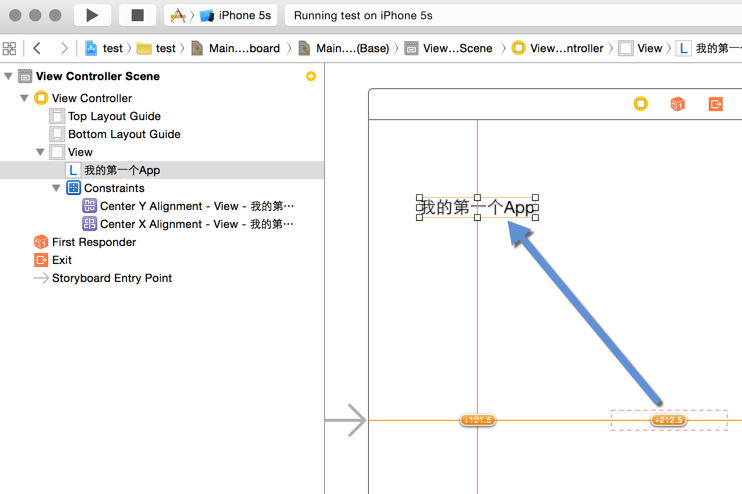 iPhone 5s
Running test on iPhone 5s
test
test
Main....board
Main....(Base)
View...Scene
View...ntroller
View
L
我的第一
View Controller Scene
View Controller
Top Layout Guide
Bottom Layout Guide
View
L 我的第一个App
Constraints
Center Y Alignment - View - 我的第…
Center X Alignment - View - 我的第…
First Responder
Exit
Storyboard Entry Point
我的第一个App
+191.5
+212.5